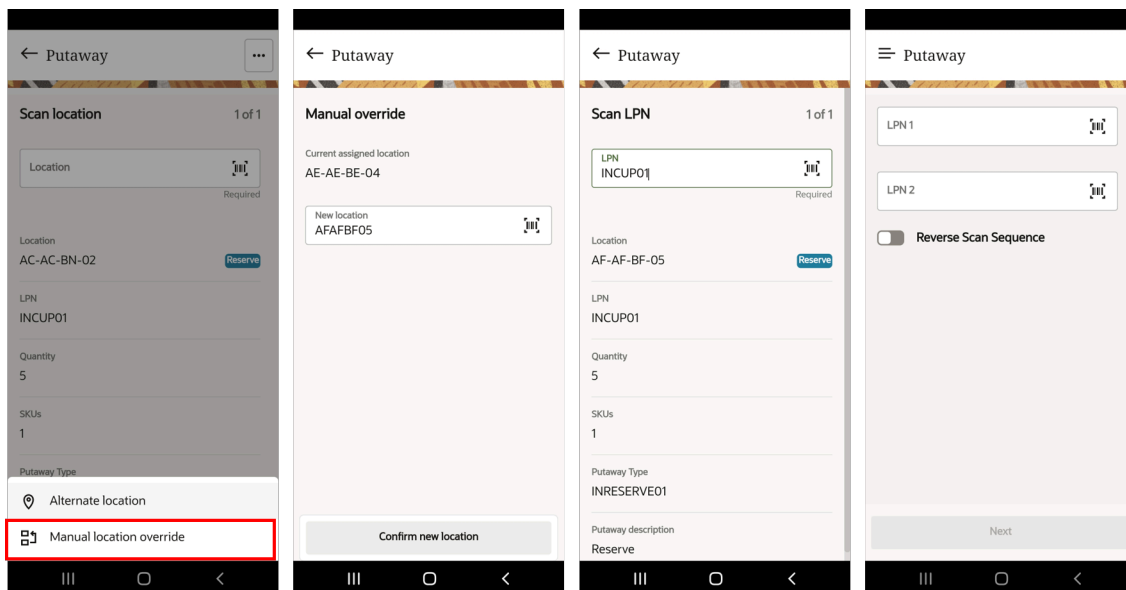 Putaway
Scan location 1 of 1
Location
Required
Location
AC-AC-BN-02 Reserve
LPN
INCUP01
Quantity
5
SKUs
1
Putaway Type
Alternate location
Manual location override
Putaway
Manual override
Current assigned location
AE-AE-BE-04
New location
AFAFBF05
Confirm new location
Putaway
Scan LPN 1 of 1
LPN
INCUP01
Required
Location
AF-AF-BF-05 Reserve
LPN
INCUP01
Quantity
5
SKUs
1
Putaway Type
INRESERVE01
Putaway description
Reserve
Putaway
LPN 1
LPN 2
Reverse Scan Sequence
Next